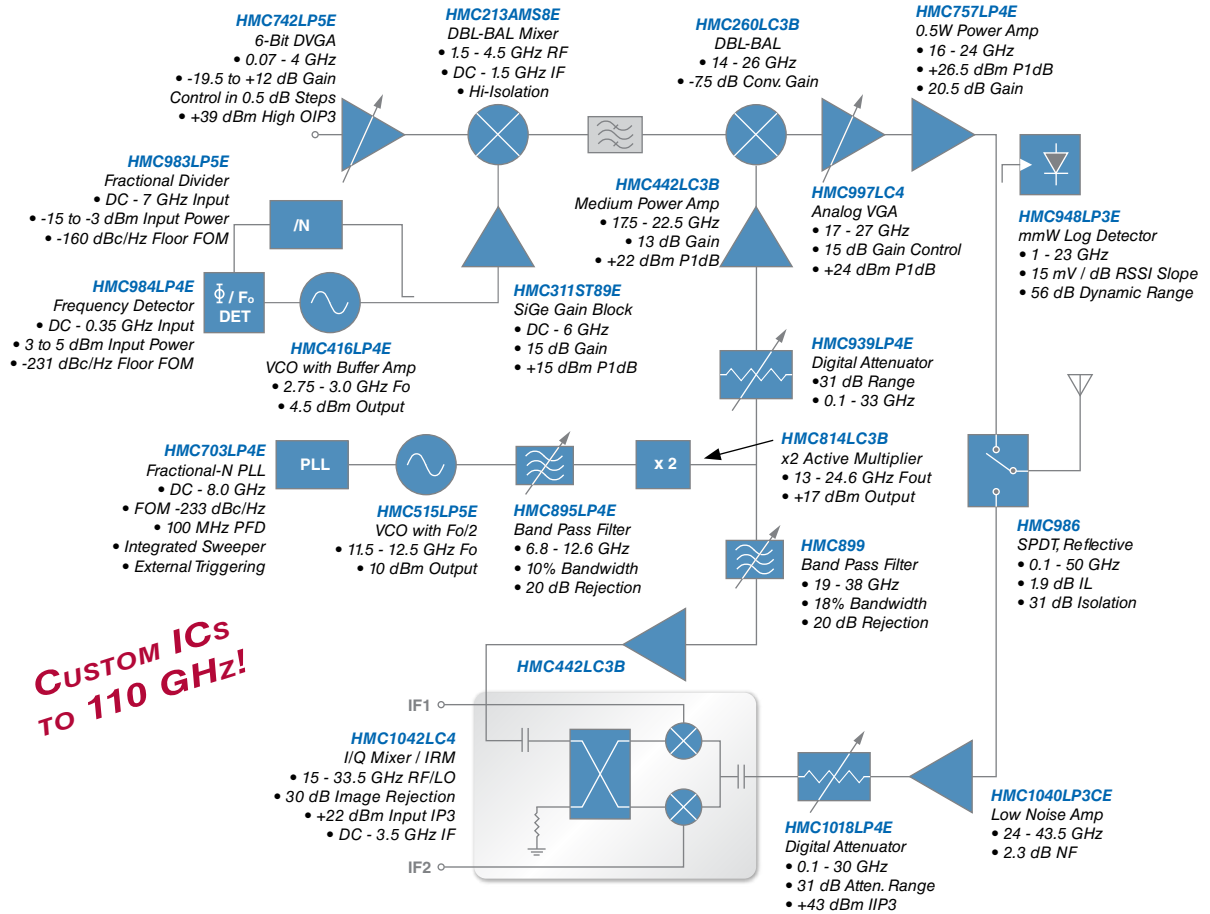 HMC742LP5E
6-Bit DVGA
• 0.07 - 4 GHz
• -19.5 to +12 dB Gain
Control in 0.5 dB Steps
• +39 dBm High OIP3
HMC213AMS8E
DBL-BAL Mixer
• 1.5 - 4.5 GHz RF
• DC - 1.5 GHz IF
• Hi-Isolation
HMC260LC3B
DBL-BAL
• 14 - 26 GHz
• -7.5 dB Conv. Gain
HMC757LP4E
0.5W Power Amp
• 16 - 24 GHz
• +26.5 dBm P1dB
• 20.5 dB Gain
HMC983LP5E
Fractional Divider
• DC - 7 GHz Input
• -15 to -3 dBm Input Power
• -160 dBc/Hz Floor FOM
/N
HMC442LC3B
Medium Power Amp
• 17.5 - 22.5 GHz
• 13 dB Gain
• +22 dBm P1dB
HMC997LC4
Analog VGA
• 17 - 27 GHz
• 15 dB Gain Control
• +24 dBm P1dB
HMC948LP3E
mmW Log Detector
• 1 - 23 GHz
• 15 mV / dB RSSI Slope
• 56 dB Dynamic Range
HMC984LP4E
Frequency Detector
• DC - 0.35 GHz Input
• 3 to 5 dBm Input Power
• -231 dBc/Hz Floor FOM
Φ / Fo
DET
HMC416LP4E
VCO with Buffer Amp
• 2.75 - 3.0 GHz Fo
• 4.5 dBm Output
HMC311ST89E
SiGe Gain Block
• DC - 6 GHz
• 15 dB Gain
• +15 dBm P1dB
HMC939LP4E
Digital Attenuator
•31 dB Range
• 0.1 - 33 GHz
HMC703LP4E
Fractional-N PLL
• DC - 8.0 GHz
• FOM -233 dBc/Hz
• 100 MHz PFD
• Integrated Sweeper
• External Triggering
PLL
HMC515LP5E
VCO with Fo/2
• 11.5 - 12.5 GHz Fo
• 10 dBm Output
HMC895LP4E
Band Pass Filter
• 6.8 - 12.6 GHz
• 10% Bandwidth
• 20 dB Rejection
x 2
HMC814LC3B
x2 Active Multiplier
• 13 - 24.6 GHz Fout
• +17 dBm Output
HMC899
Band Pass Filter
• 19 - 38 GHz
• 18% Bandwidth
• 20 dB Rejection
HMC986
SPDT, Reflective
• 0.1 - 50 GHz
• 1.9 dB IL
• 31 dB Isolation
CUSTOM ICS
TO 110 GHZ!
HMC442LC3B
IF1
HMC1042LC4
I/Q Mixer / IRM
• 15 - 33.5 GHz RF/LO
• 30 dB Image Rejection
• +22 dBm Input IP3
• DC - 3.5 GHz IF
IF2
HMC1018LP4E
Digital Attenuator
• 0.1 - 30 GHz
• 31 dB Atten. Range
• +43 dBm IIP3
HMC1040LP3CE
Low Noise Amp
• 24 - 43.5 GHz
• 2.3 dB NF